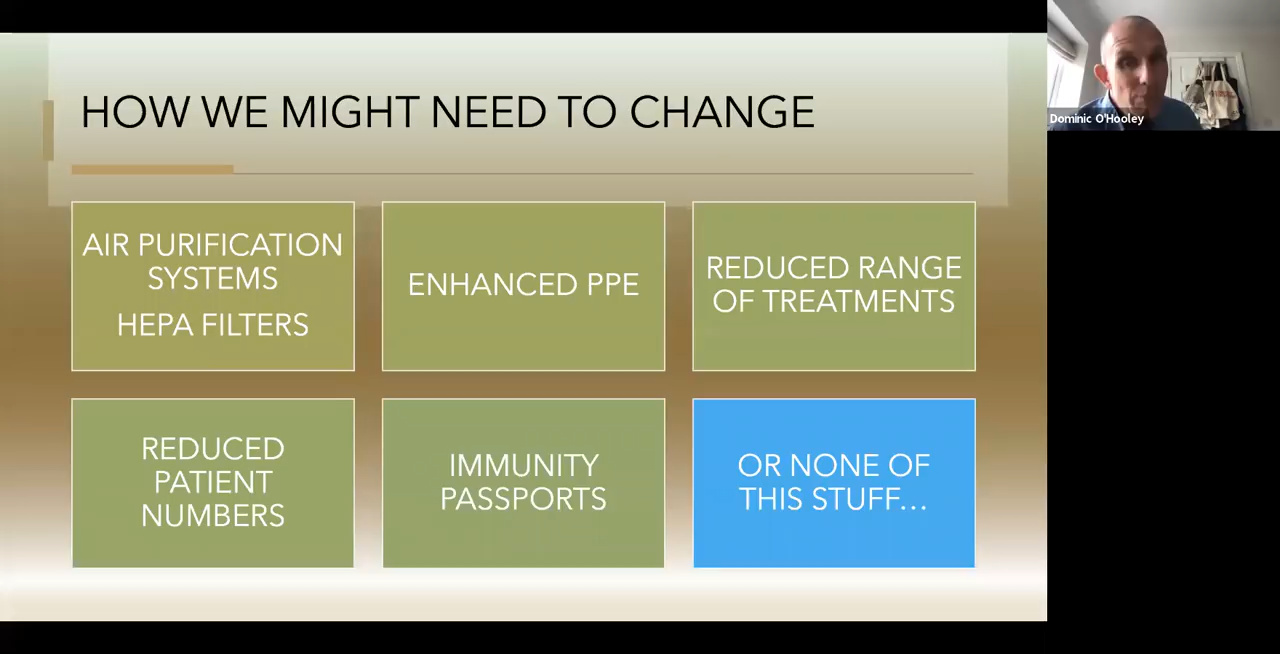 HOW WE MIGHT NEED TO CHANGE
AIR PURIFICATION
SYSTEMS
HEPA FILTERS
ENHANCED PPE
REDUCED RANGE
OF TREATMENTS
REDUCED
PATIENT
NUMBERS
IMMUNITY
PASSPORTS
OR NONE OF
THIS STUFF...
Dominic O'Hooley